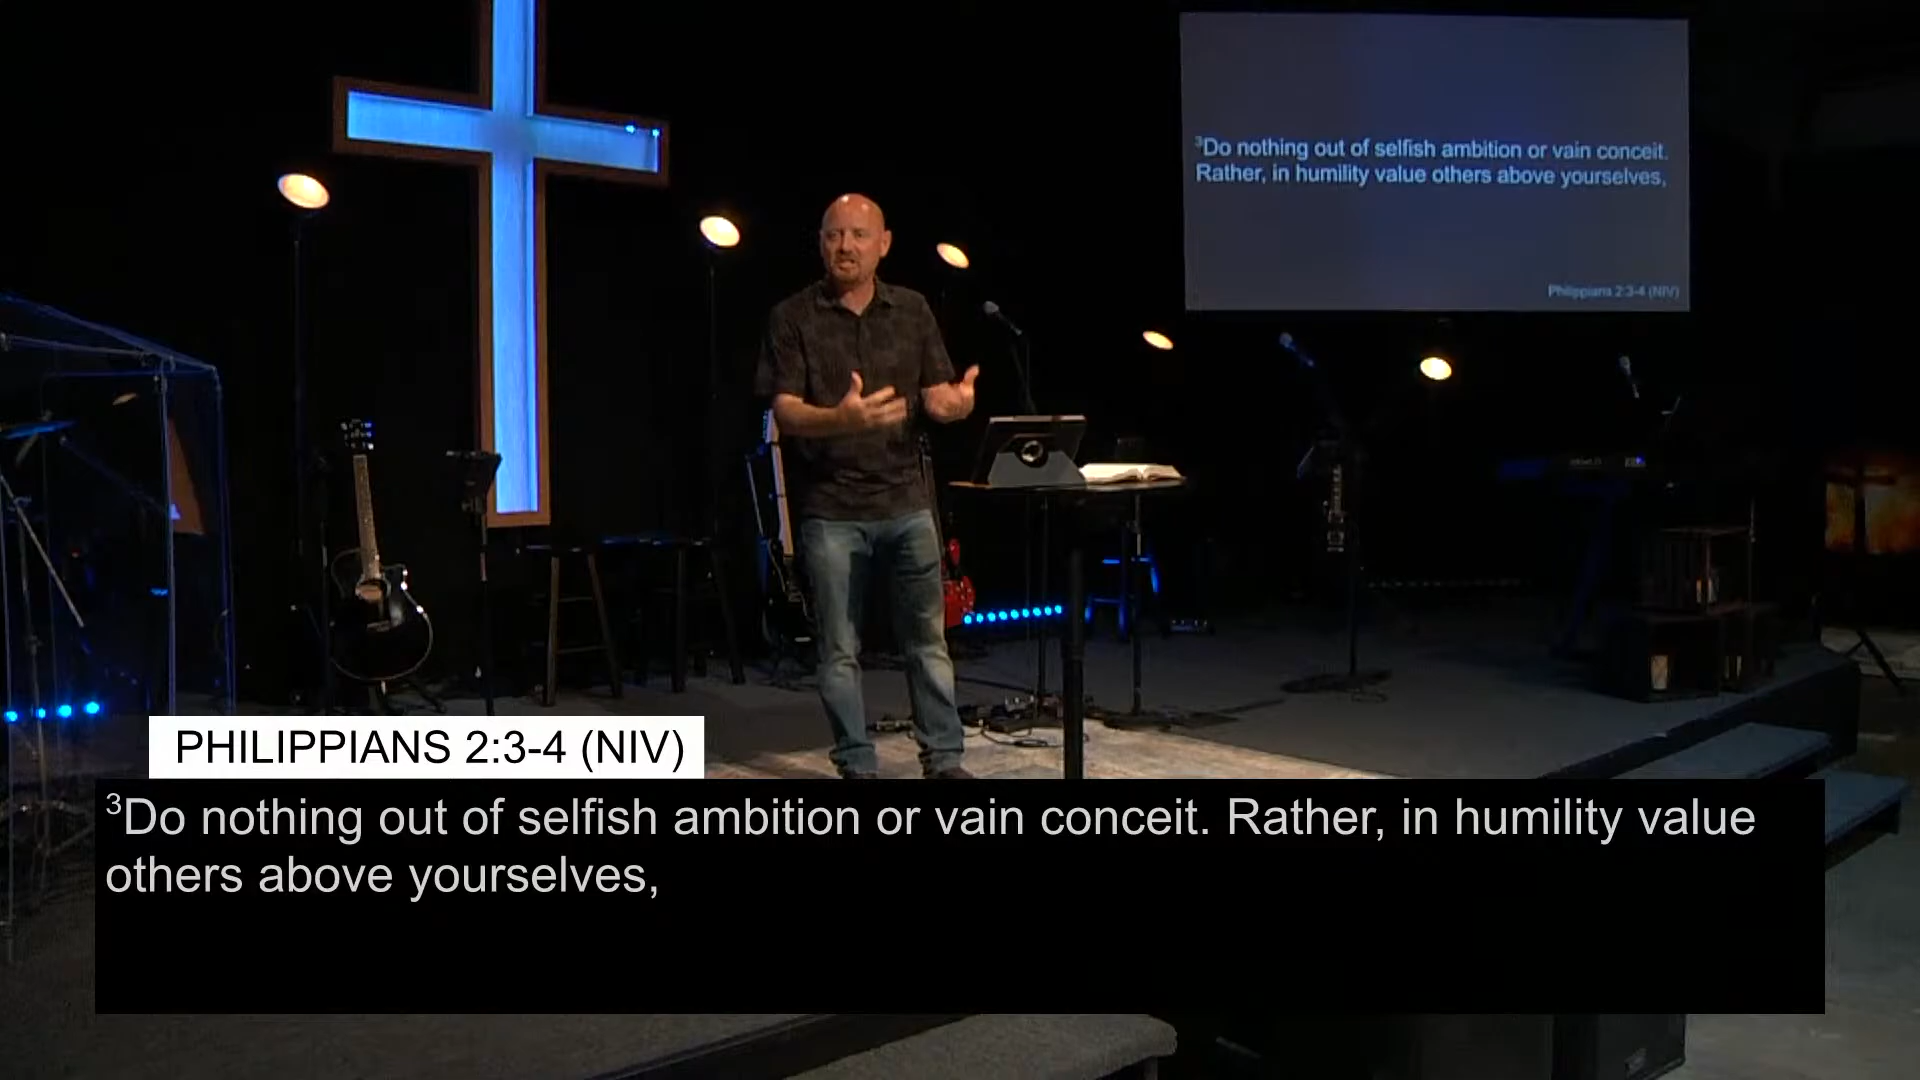 ³Do nothing out of selfish ambition or vain conceit.
Rather, in humility value others above yourselves,
Philippians 2:3-4 (NIV)
PHILIPPIANS 2:3-4 (NIV)
³Do nothing out of selfish ambition or vain conceit. Rather, in humility value
others above yourselves,